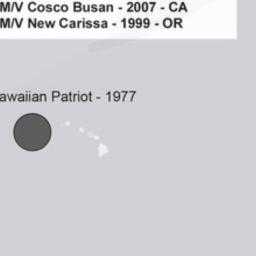 M/V Cosco Busan - 2007 - CA
M/V New Carissa - 1999 - OR
awaiian Patriot - 1977